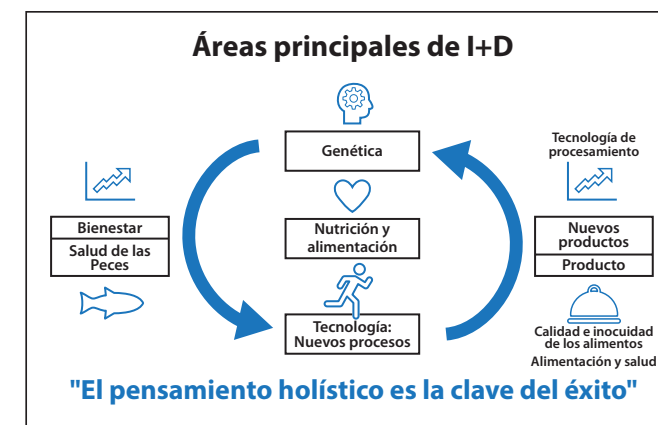 Áreas principales de I+D
Genética
Nutrición y
alimentación
Tecnología:
Nuevos procesos
Bienestar
Salud de las
Peces
Tecnología de
procesamiento
Nuevos
productos
Producto
Calidad e inocuidad
de los alimentos
Alimentación y salud
"El pensamiento holístico es la clave del éxito"